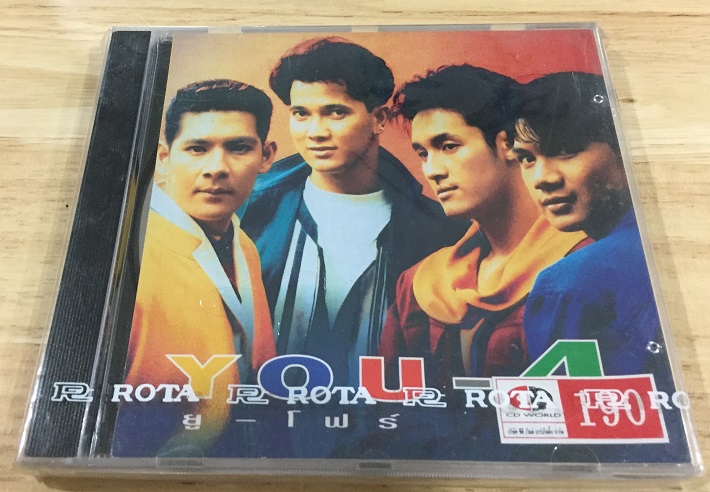 YOU-4
R ROTA R ROTA R ROTA R RO
ยู - โฟร์
CD WORLD
190